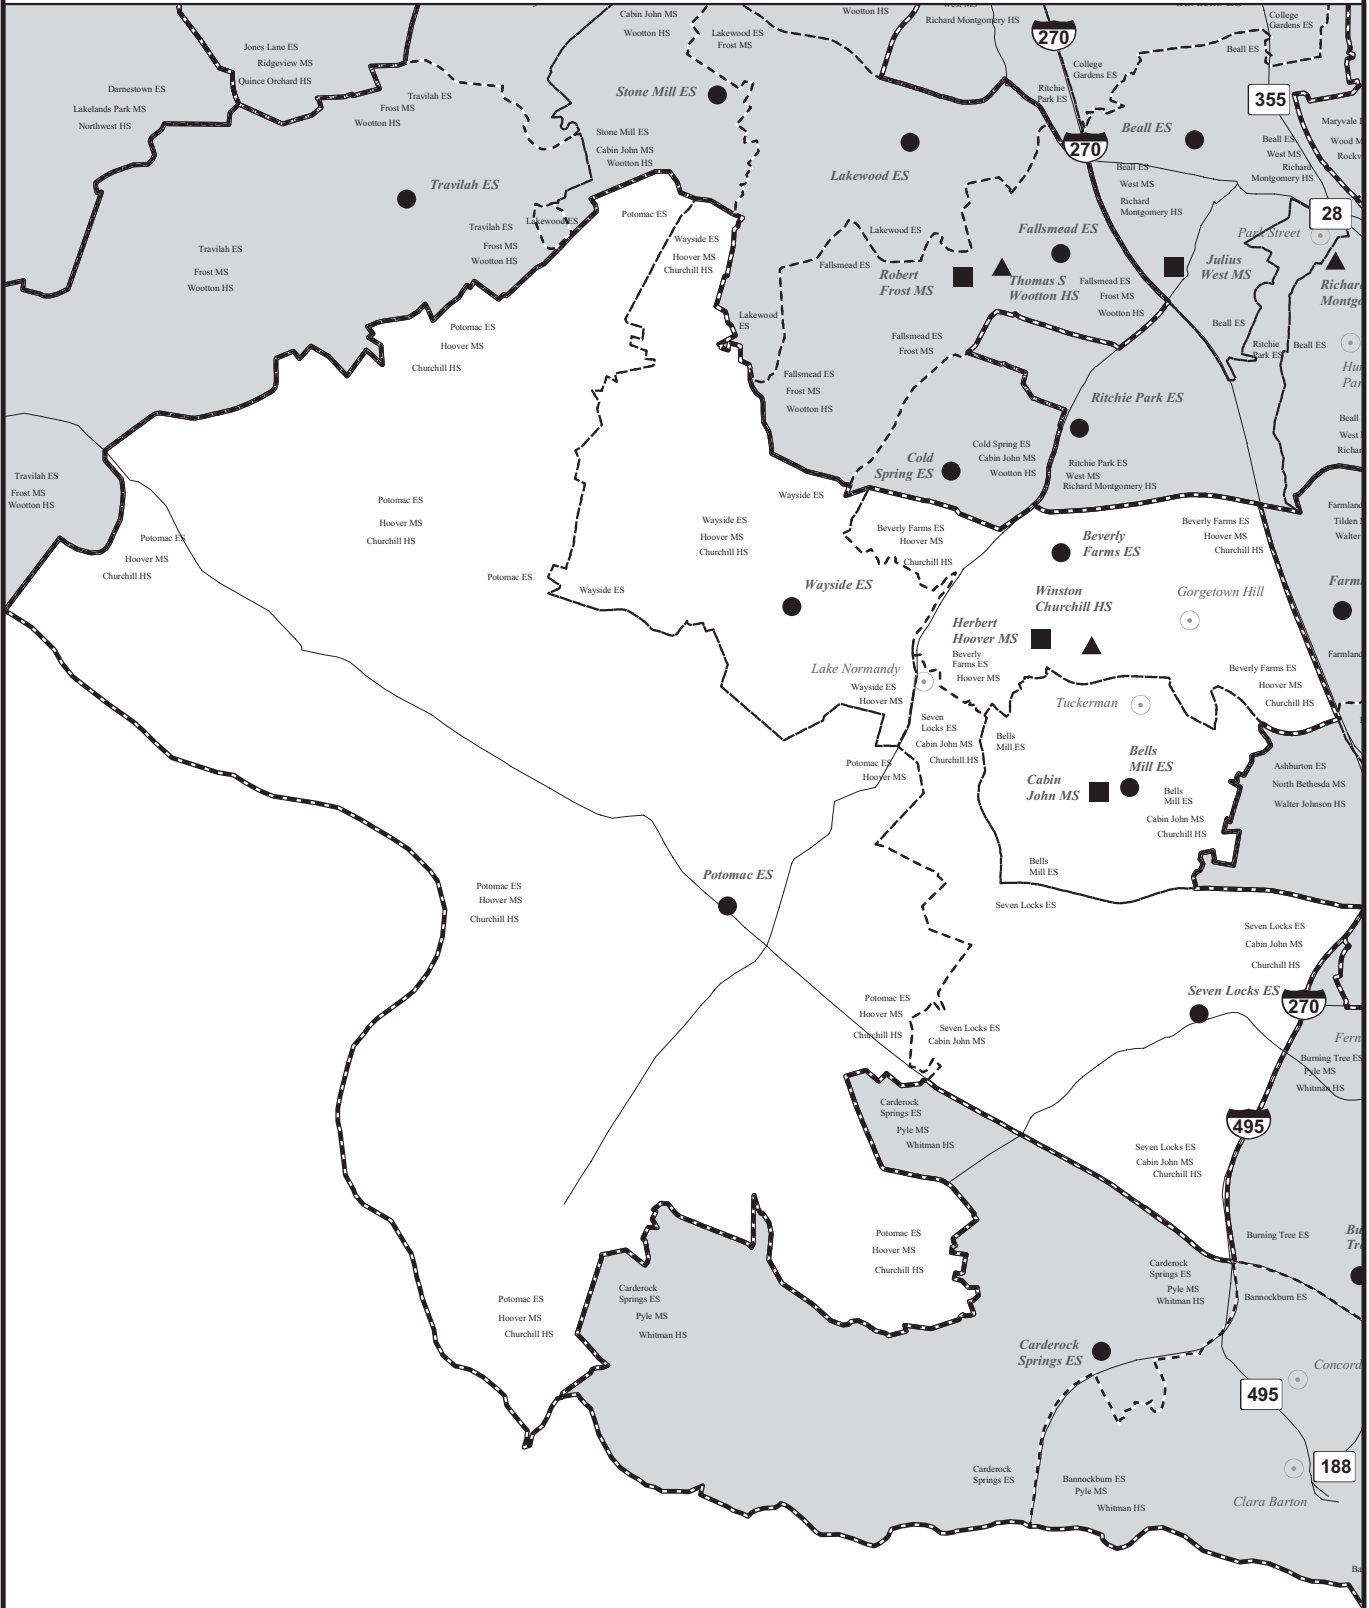 Jones Lane ES
Ridgeview MS
Quince Orchard HS
Darnestown ES
Lakelands Park MS
Northwest HS
Travilah ES
Frost MS
Wootton HS
Cabin John MS
Wootton HS
Lakewood ES
Frost MS
Stone Mill ES
Stone Mill ES
Cabin John MS
Wootton HS
Wootton HS
Richard Montgomery HS
270
College
Gardens ES
Ritchie
Park ES
College
Gardens ES
Beall ES
355
Beall ES
270
Beall ES
West MS
Richard
Montgomery HS
Beall ES
West MS
Richard
Montgomery HS
28
Park Street
Travilah ES
Travilah ES
Frost MS
Wootton HS
Travilah ES
Frost MS
Wootton HS
Lakewood ES
Potomac ES
Wayside ES
Hoover MS
Churchill HS
Lakewood ES
Lakewood ES
Fallsmead ES
Fallsmead ES
Robert
Frost MS
Thomas S
Wootton HS
Fallsmead ES
Frost MS
Wootton HS
Julius
West MS
Beall ES
Ritchie
Park ES
Beall ES
Lakewood
ES
Fallsmead ES
Frost MS
Fallsmead ES
Frost MS
Wootton HS
Potomac ES
Hoover MS
Churchill HS
Ritchie Park ES
Cold
Spring ES
Cold Spring ES
Cabin John MS
Wootton HS
Ritchie Park ES
West MS
Richard Montgomery HS
Travilah ES
Frost MS
Wootton HS
Potomac ES
Hoover MS
Churchill HS
Potomac ES
Hoover MS
Churchill HS
Potomac ES
Wayside ES
Wayside ES
Wayside ES
Hoover MS
Churchill HS
Wayside ES
Beverly Farms ES
Hoover MS
Churchill HS
Beverly
Farms ES
Beverly Farms ES
Hoover MS
Churchill HS
Winston
Churchill HS
Gorgetown Hill
Herbert
Hoover MS
Beverly
Farms ES
Hoover MS
Lake Normandy
Wayside ES
Hoover MS
Beverly Farms ES
Hoover MS
Churchill HS
Tuckerman
Seven
Locks ES
Cabin John MS
Churchill HS
Bells
Mill ES
Potomac ES
Hoover MS
Cabin
John MS
Bells
Mill ES
Bells
Mill ES
Cabin John MS
Churchill HS
Ashburton ES
North Bethesda MS
Walter Johnson HS
Bells
Mill ES
Seven Locks ES
Potomac ES
Potomac ES
Hoover MS
Churchill HS
Seven Locks ES
Cabin John MS
Churchill HS
Seven Locks ES
270
Potomac ES
Hoover MS
Churchill HS
Seven Locks ES
Cabin John MS
Burning Tree ES
Pyle MS
Whitman HS
Carderock
Springs ES
Pyle MS
Whitman HS
495
Seven Locks ES
Cabin John MS
Churchill HS
Potomac ES
Hoover MS
Churchill HS
Burning Tree ES
Carderock
Springs ES
Pyle MS
Whitman HS
Bannockburn ES
Potomac ES
Hoover MS
Churchill HS
Carderock
Springs ES
Pyle MS
Whitman HS
Carderock
Springs ES
Concord
495
188
Carderock
Springs ES
Bannockburn ES
Pyle MS
Whitman HS
Clara Barton